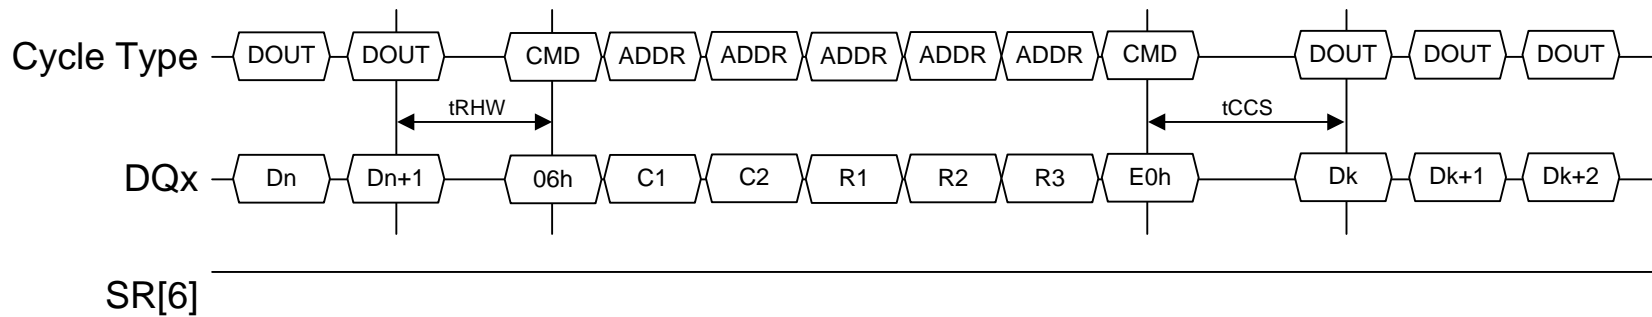 Cycle Type DOUT DOUT CMD ADDR ADDR ADDR ADDR ADDR CMD DOUT DOUT DOUT
tRHW tCCS
DQx Dn Dn+1 06h C1 C2 R1 R2 R3 E0h Dk Dk+1 Dk+2
SR[6]